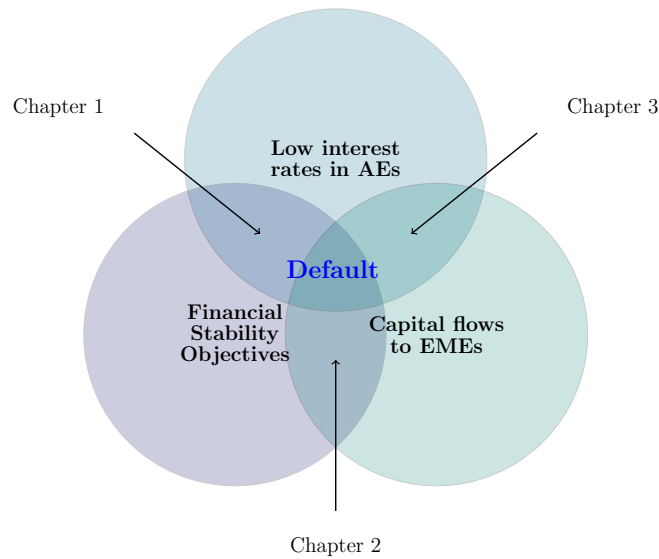 Chapter 1
Chapter 3
Low interest
rates in AEs
Default
Financial
Stability
Objectives
Capital flows
to EMEs
Chapter 2